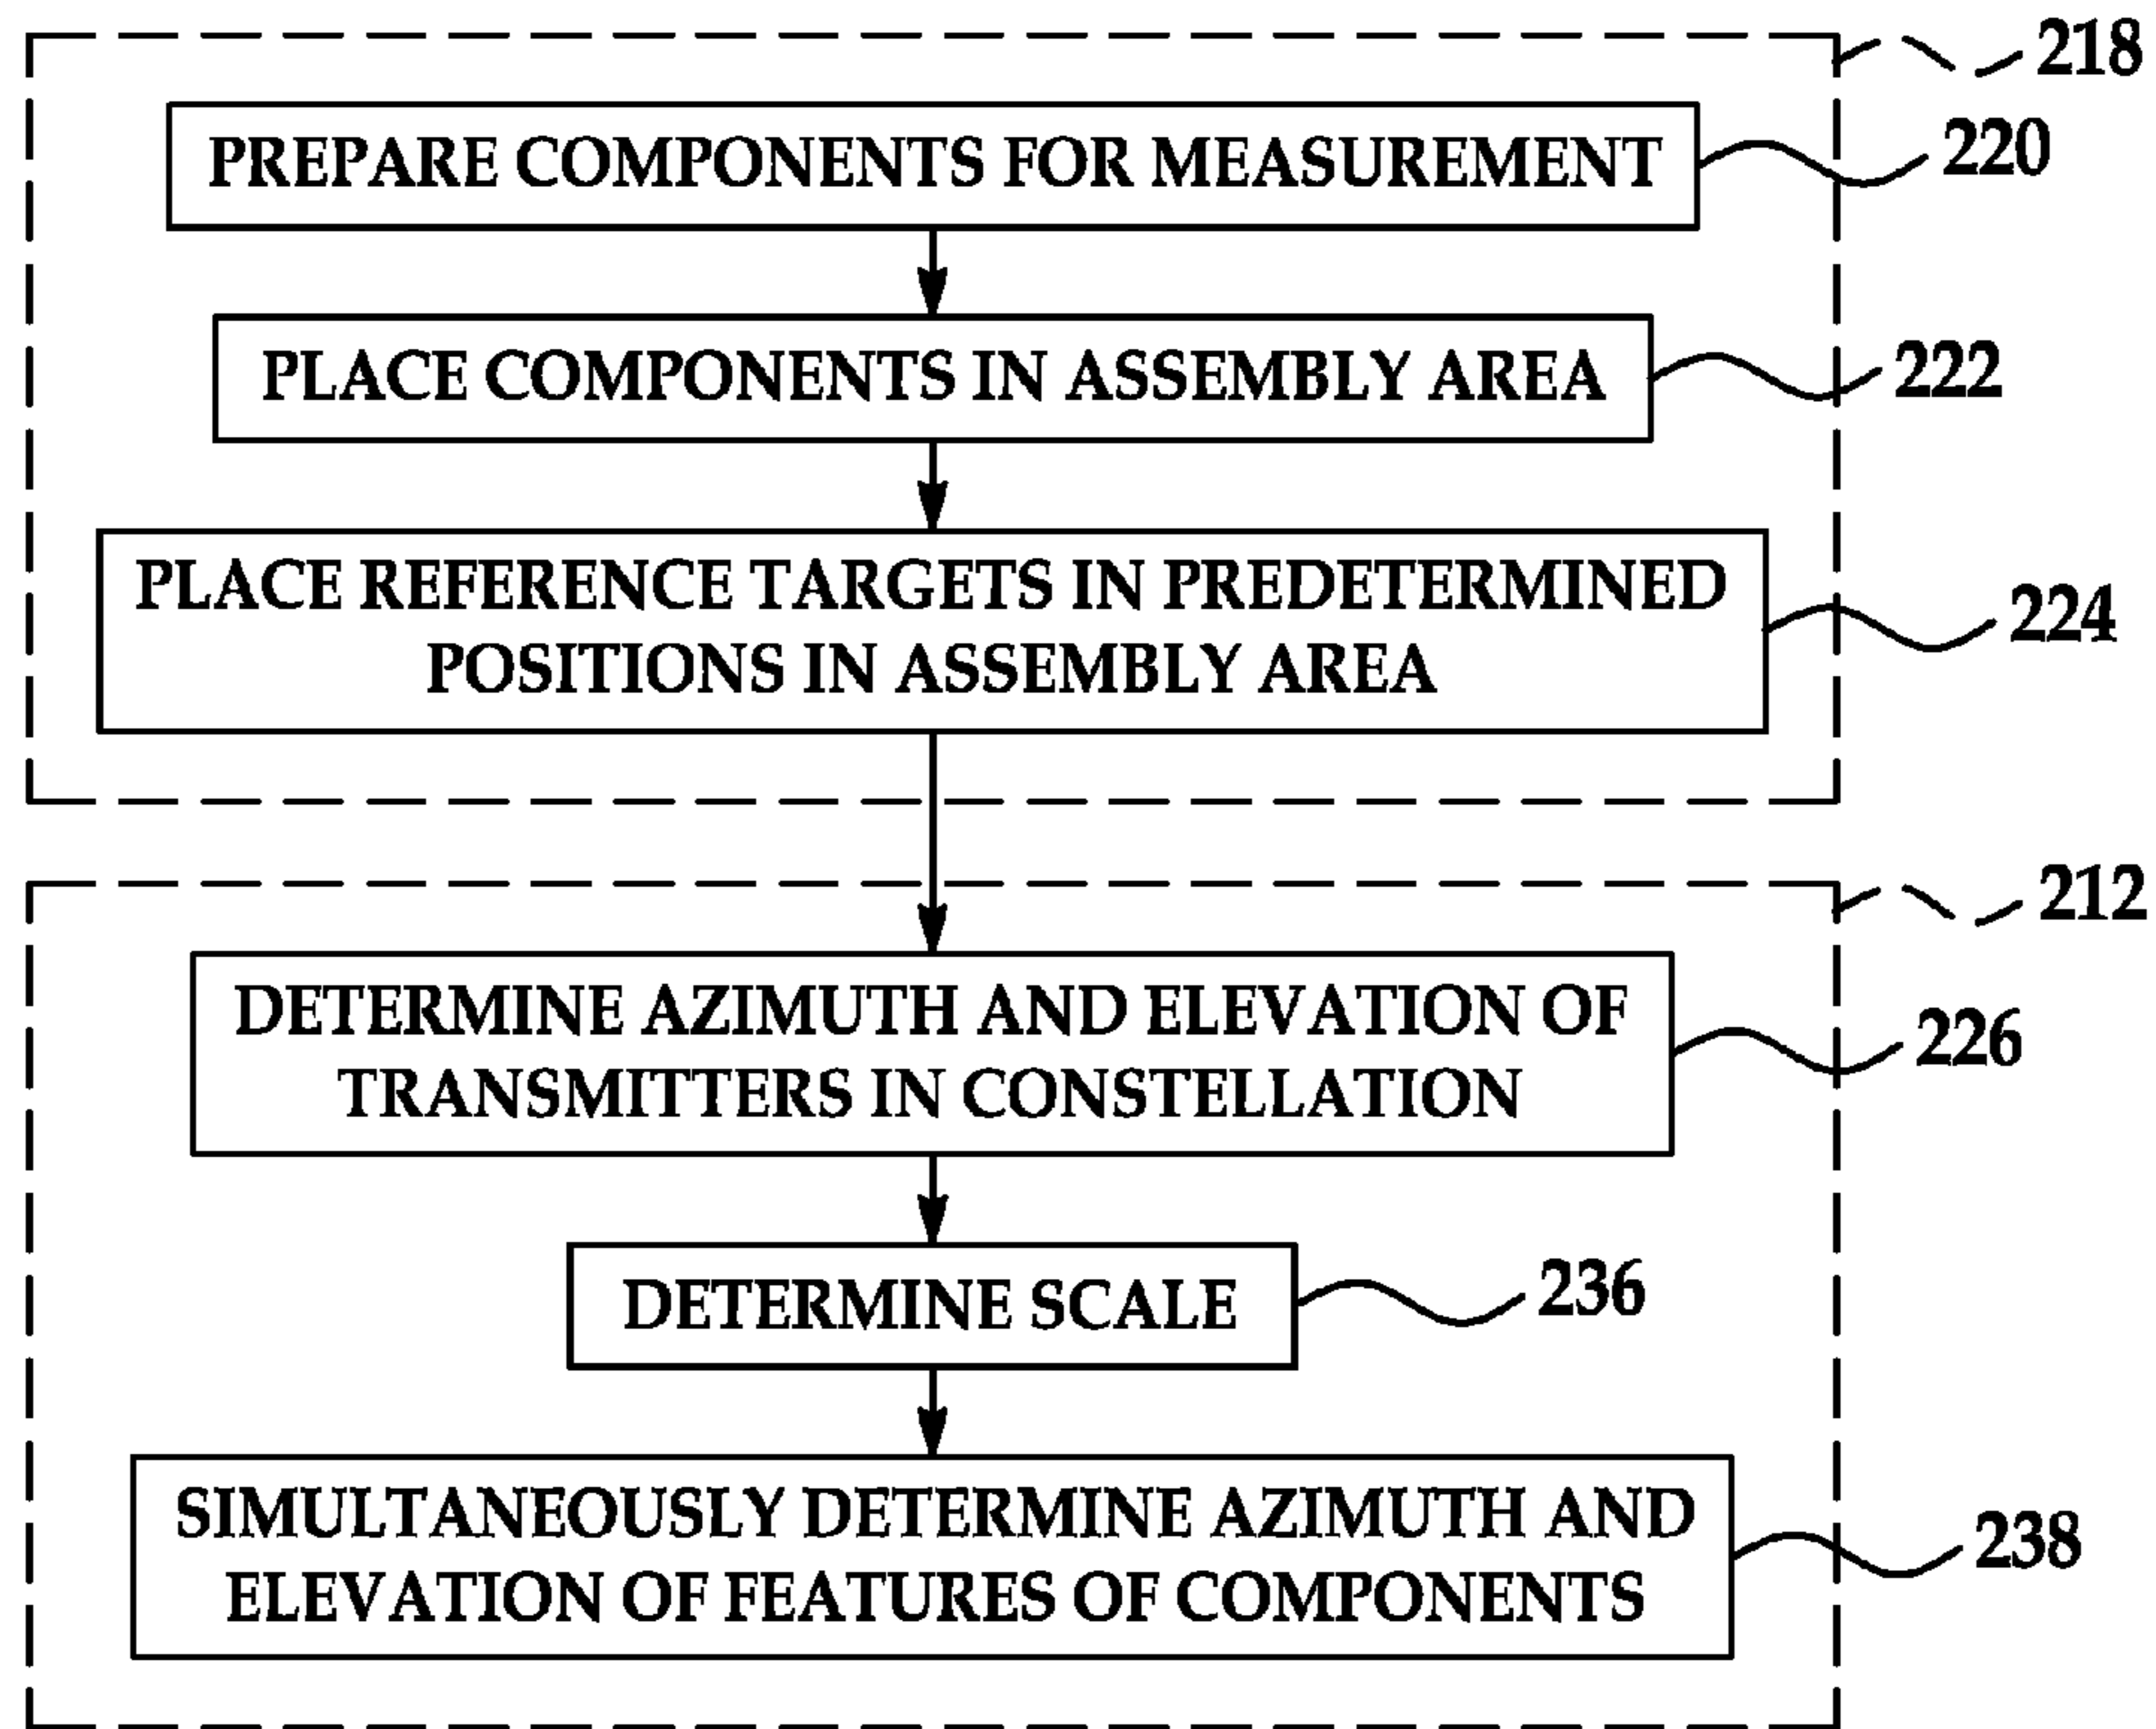 218
PREPARE COMPONENTS FOR MEASUREMENT
220
PLACE COMPONENTS IN ASSEMBLY AREA
222
PLACE REFERENCE TARGETS IN PREDETERMINED
POSITIONS IN ASSEMBLY AREA
224
212
DETERMINE AZIMUTH AND ELEVATION OF
TRANSMITTERS IN CONSTELLATION
226
DETERMINE SCALE
236
SIMULTANEOUSLY DETERMINE AZIMUTH AND
ELEVATION OF FEATURES OF COMPONENTS
238